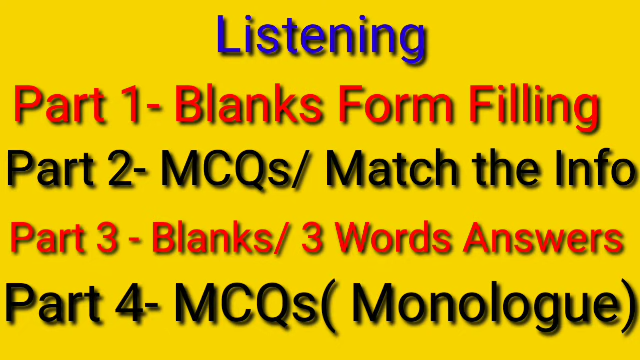 Listening
Part 1- Blanks Form Filling
Part 2- MCQs/ Match the Info
Part 3 - Blanks/ 3 Words Answers
Part 4- MCQs( Monologue)